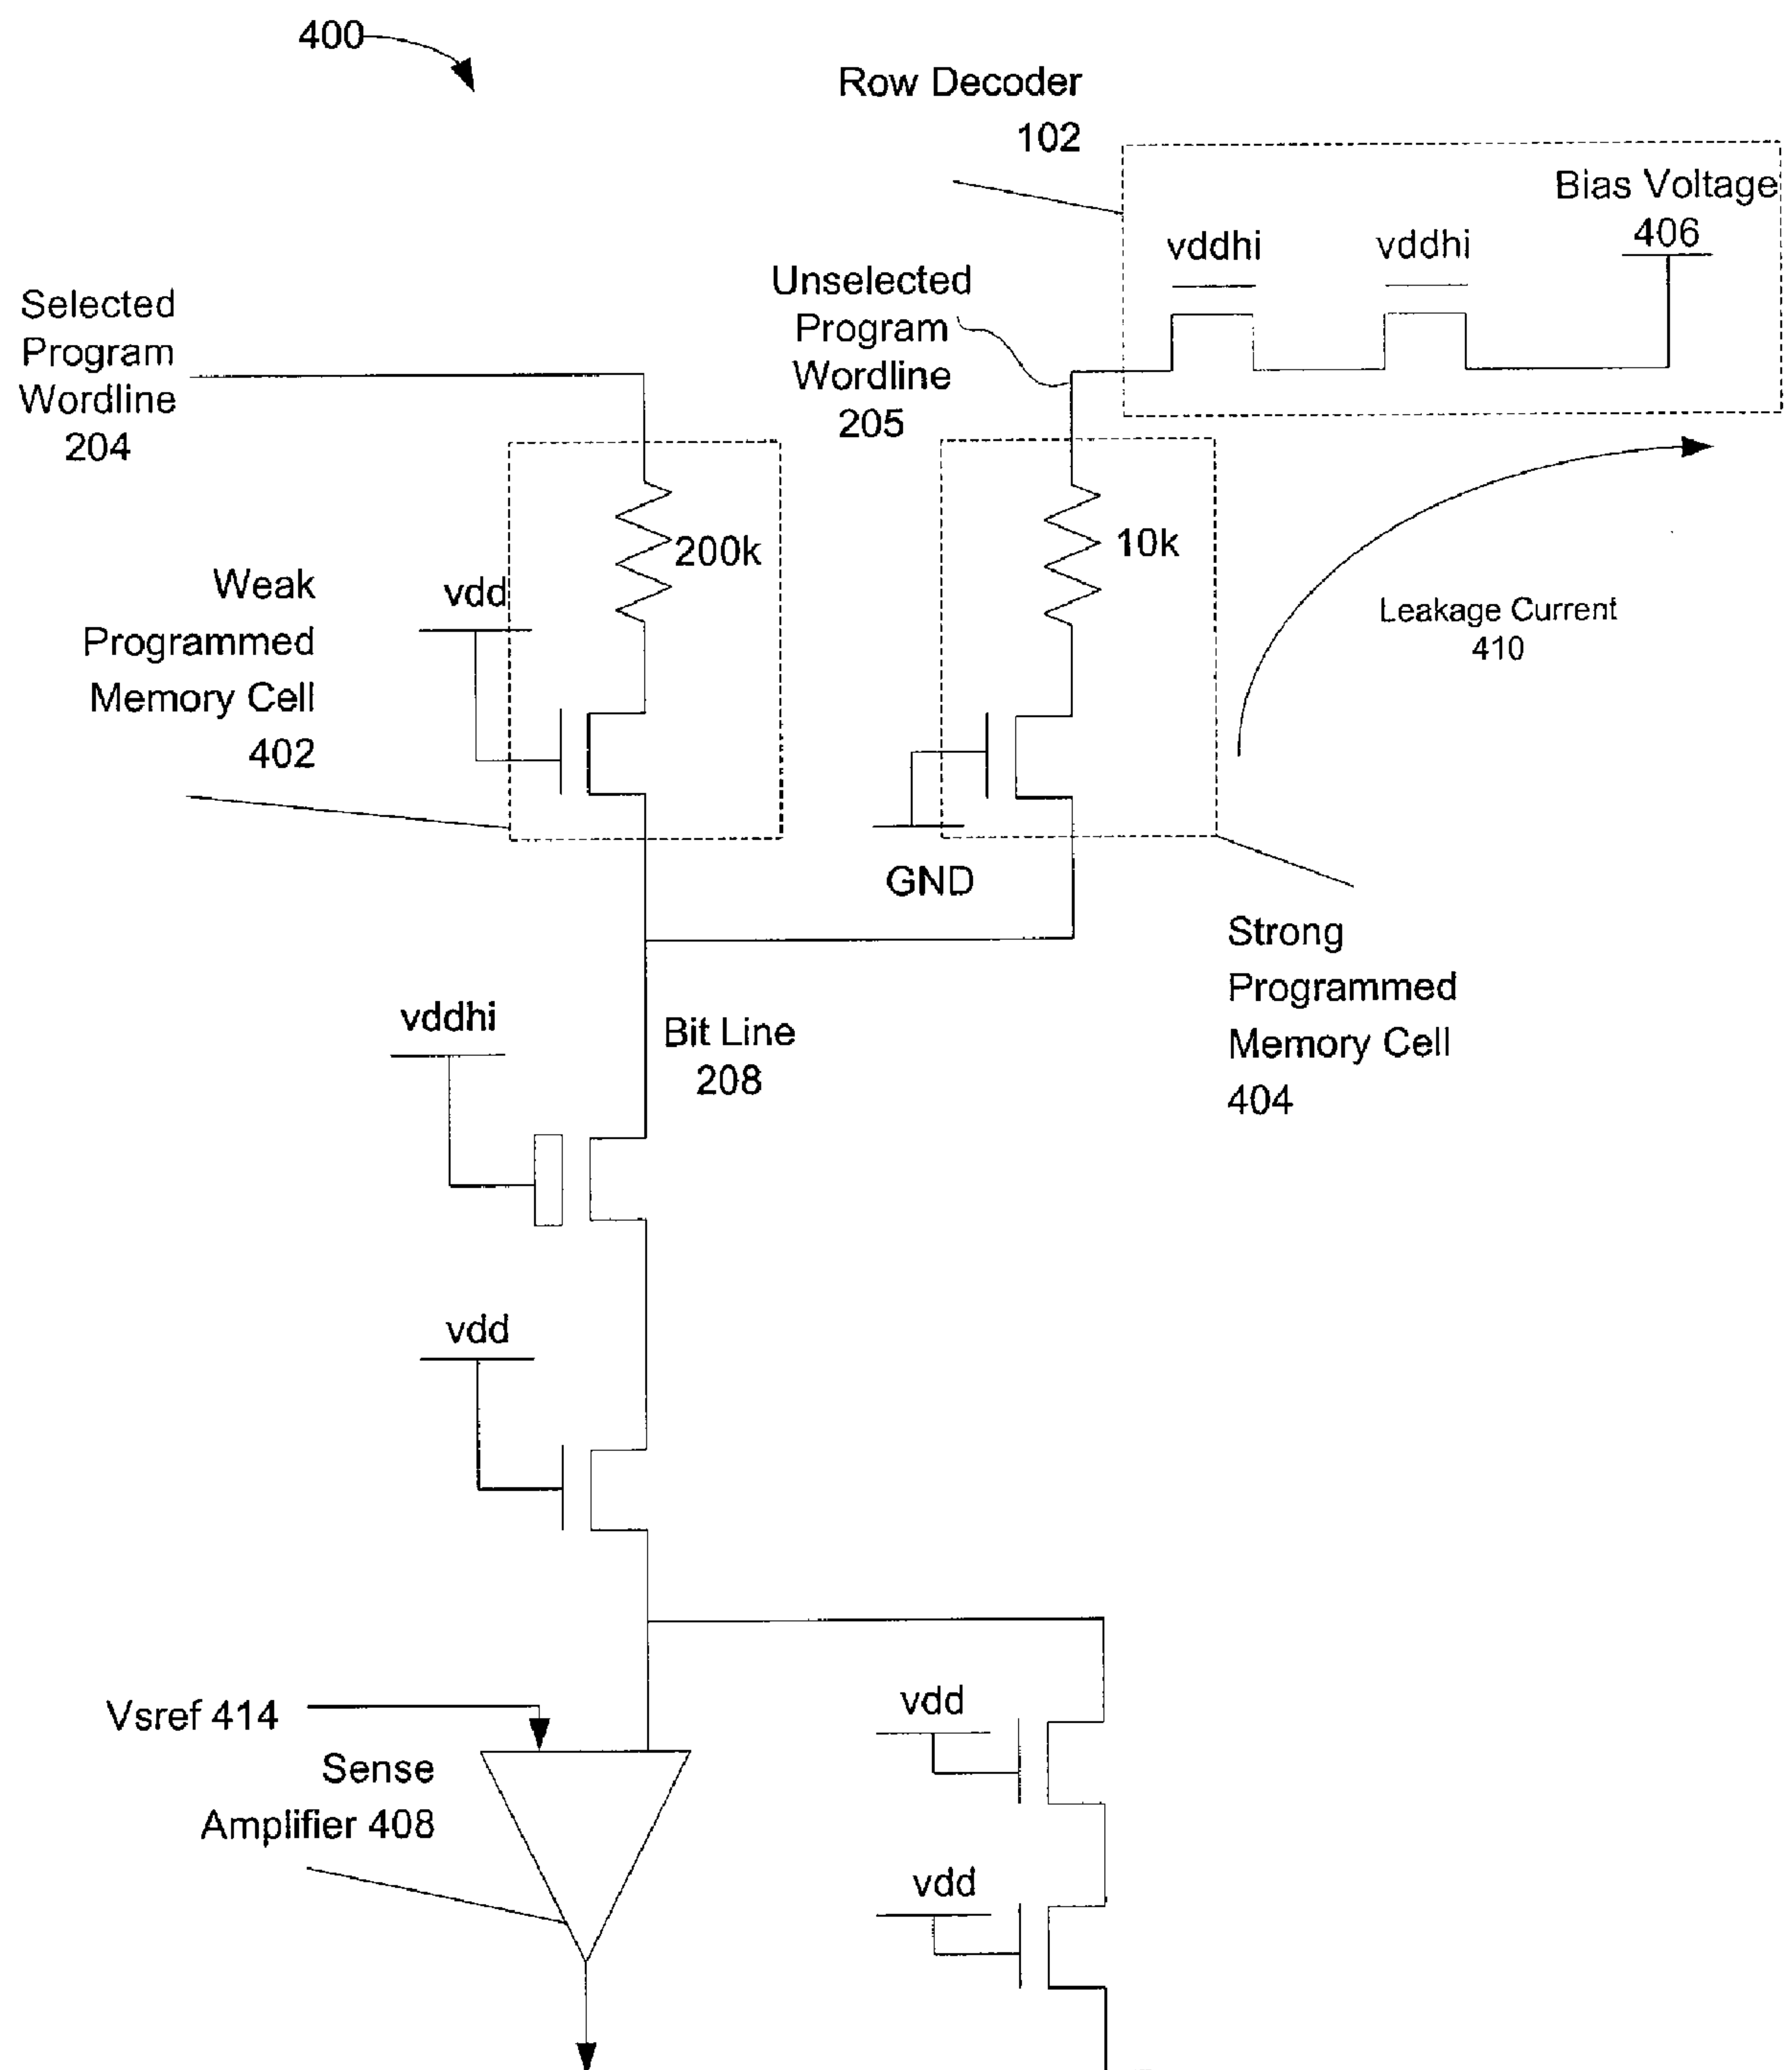 400
Row Decoder
102
Bias Voltage
406
vddhi
vddhi
Unselected
Program
Wordline
205
Selected
Program
Wordline
204
200k
10k
Weak
Programmed
Memory Cell
402
vdd
Leakage Current
410
GND
Strong
Programmed
Memory Cell
404
vddhi
Bit Line
208
vdd
Vsref 414
Sense
Amplifier 408
vdd
vdd